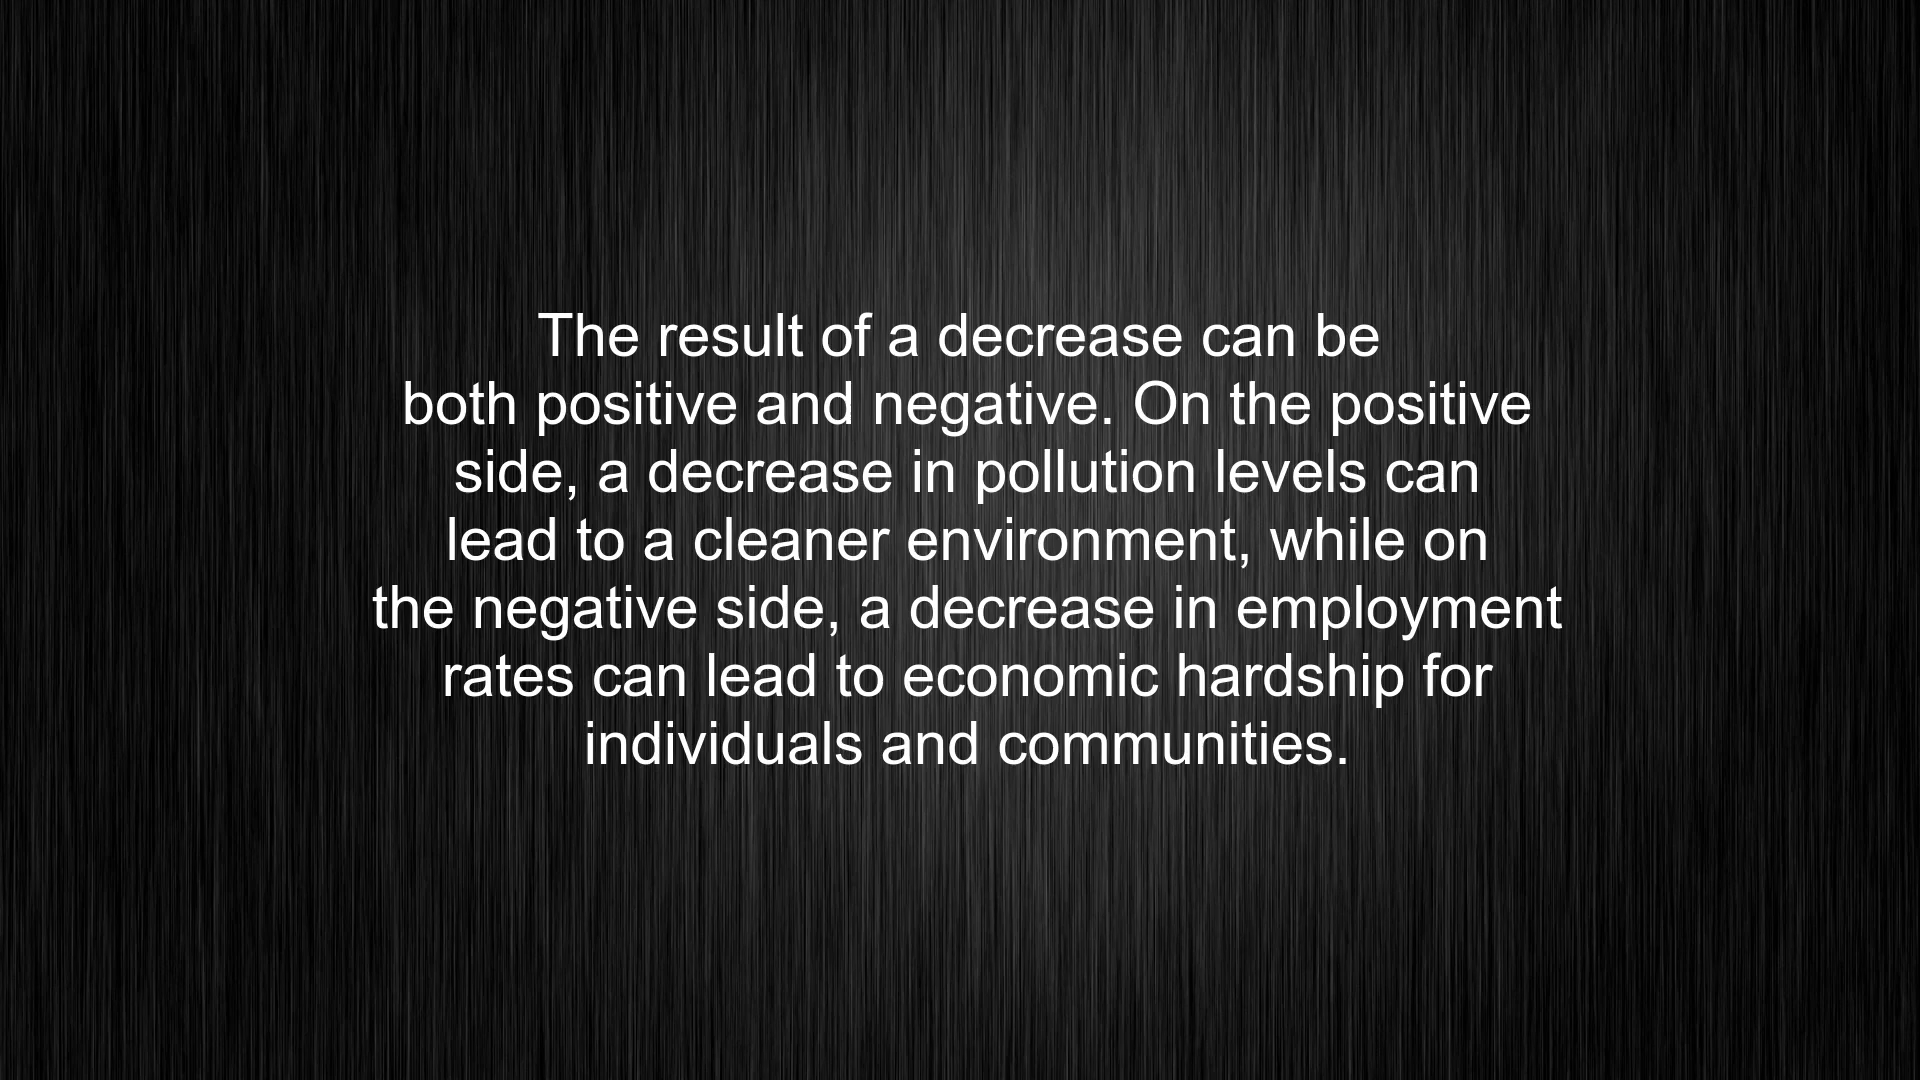 The result of a decrease can be
both positive and negative. On the positive
side, a decrease in pollution levels can
lead to a cleaner environment, while on
the negative side, a decrease in employment
rates can lead to economic hardship for
individuals and communities.